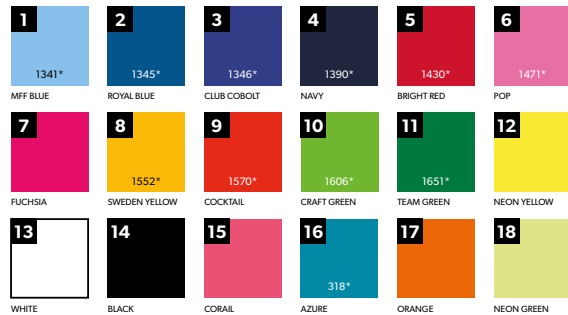 1 2 3 4 5 6
1341* 1345* 1346* 1390* 1430* 1471*
MFF BLUE ROYAL BLUE CLUB COBOLT NAVY BRIGHT RED POP
7 8 9 10 11 12
1552* 1570* 1606* 1651*
FUCHSIA SWEDEN YELLOW COCKTAIL CRAFT GREEN TEAM GREEN NEON YELLOW
13 14 15 16 17 18
318*
WHITE BLACK CORAIL AZURE ORANGE NEON GREEN